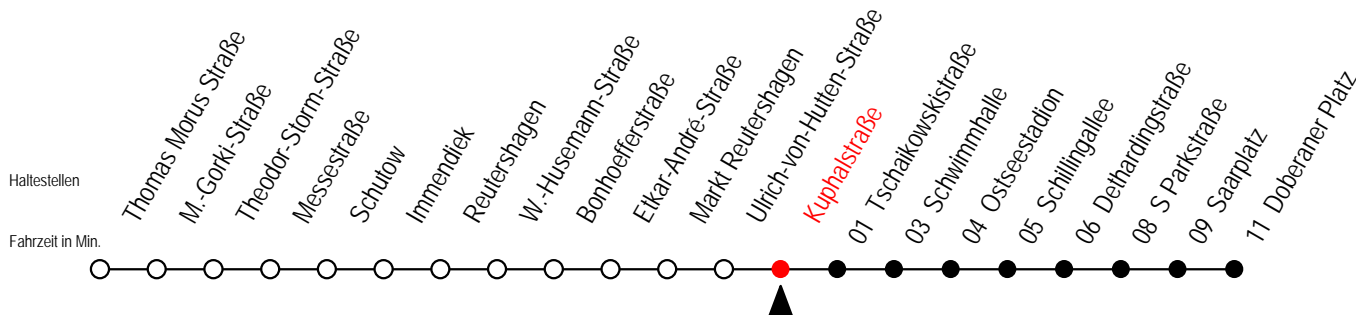 Haltestellen
Fahrzeit in Min.
Thomas Morus Straße
M.-Gorki-Straße
Theodor-Storm-Straße
Messestraße
Schutow
Immendiek
Reutershagen
W.-Husemann-Straße
Bonhoefferstraße
Etkar-André-Straße
Markt Reutershagen
Ulrich-von-Hutten-Straße
Kuphalstraße
01 Tschaikowskistraße
03 Schwimmhalle
04 Ostseestadion
05 Schillingallee
06 Dethardingstraße
08 S Parkstraße
09 Saarplatz
11 Doberaner Platz